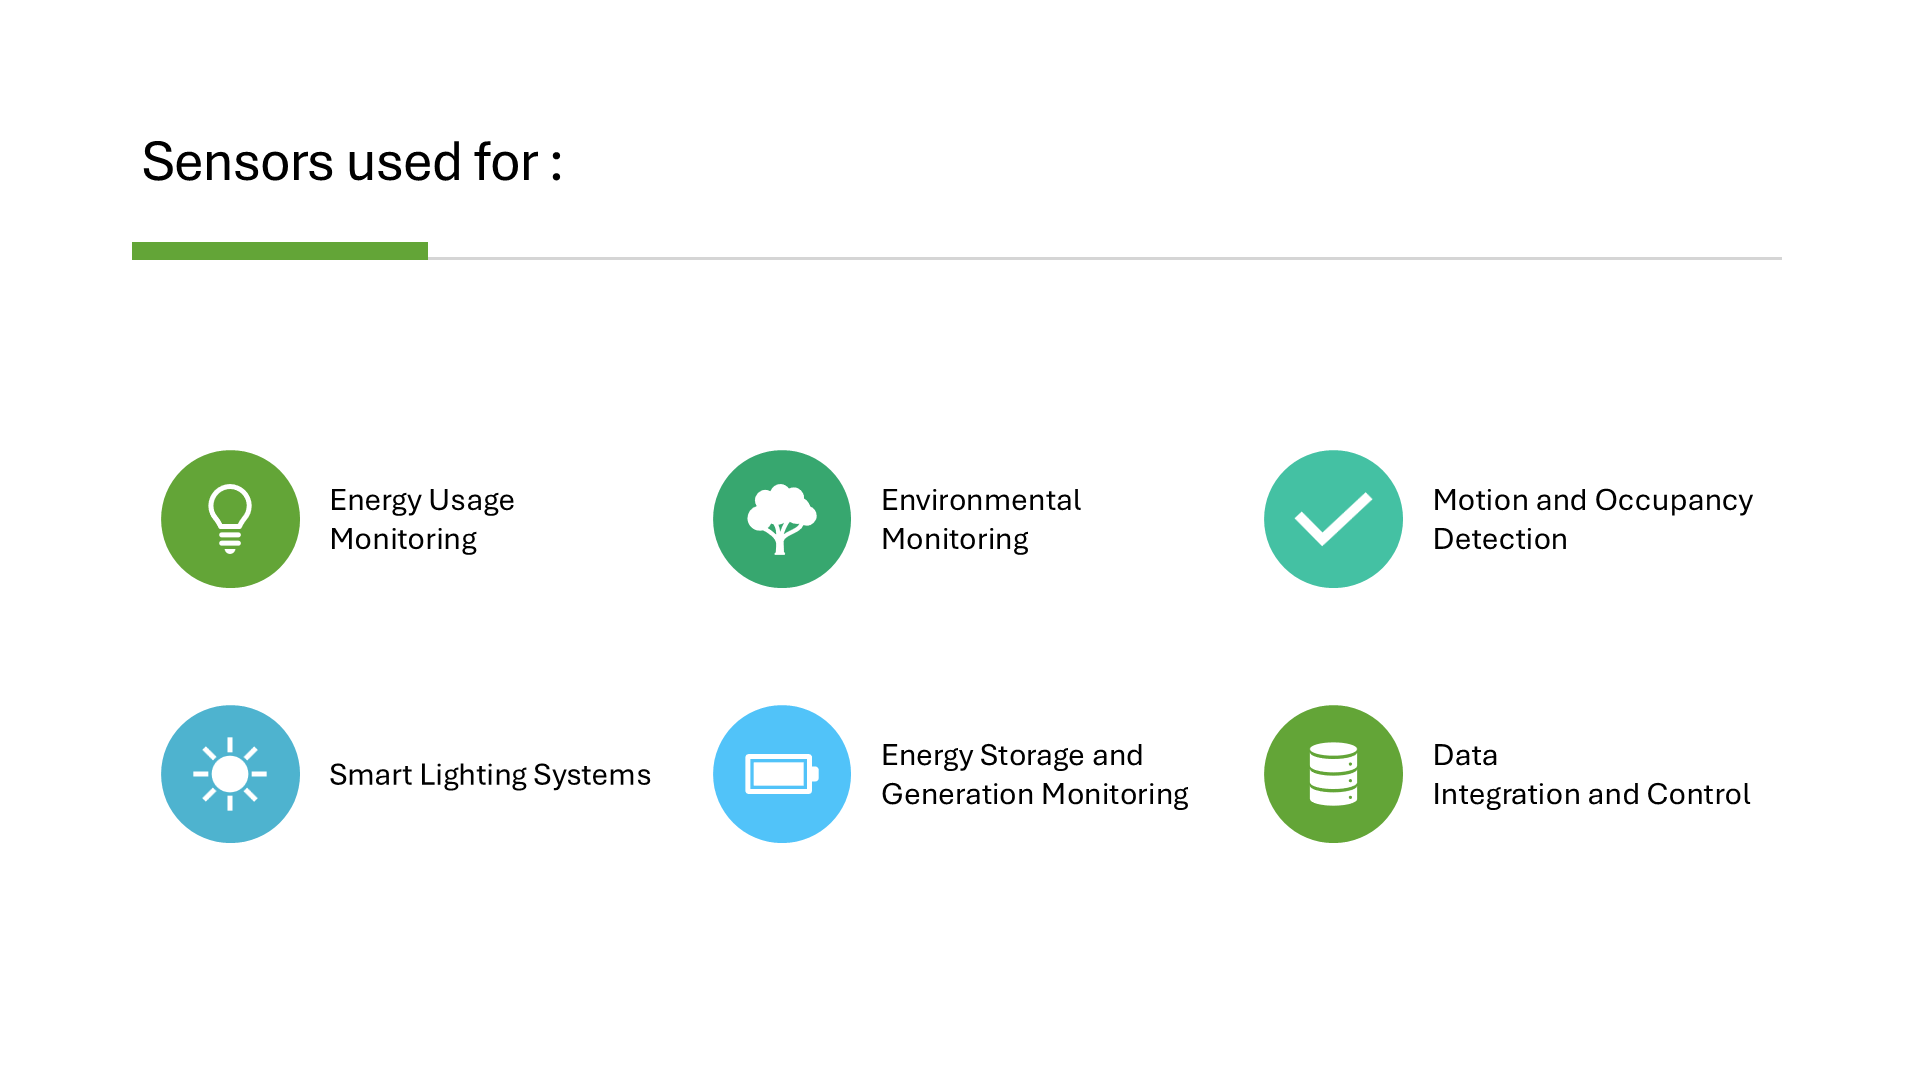 Sensors used for :
Energy Usage
Monitoring
Environmental
Monitoring
Motion and Occupancy
Detection
Smart Lighting Systems
Energy Storage and
Generation Monitoring
Data
Integration and Control